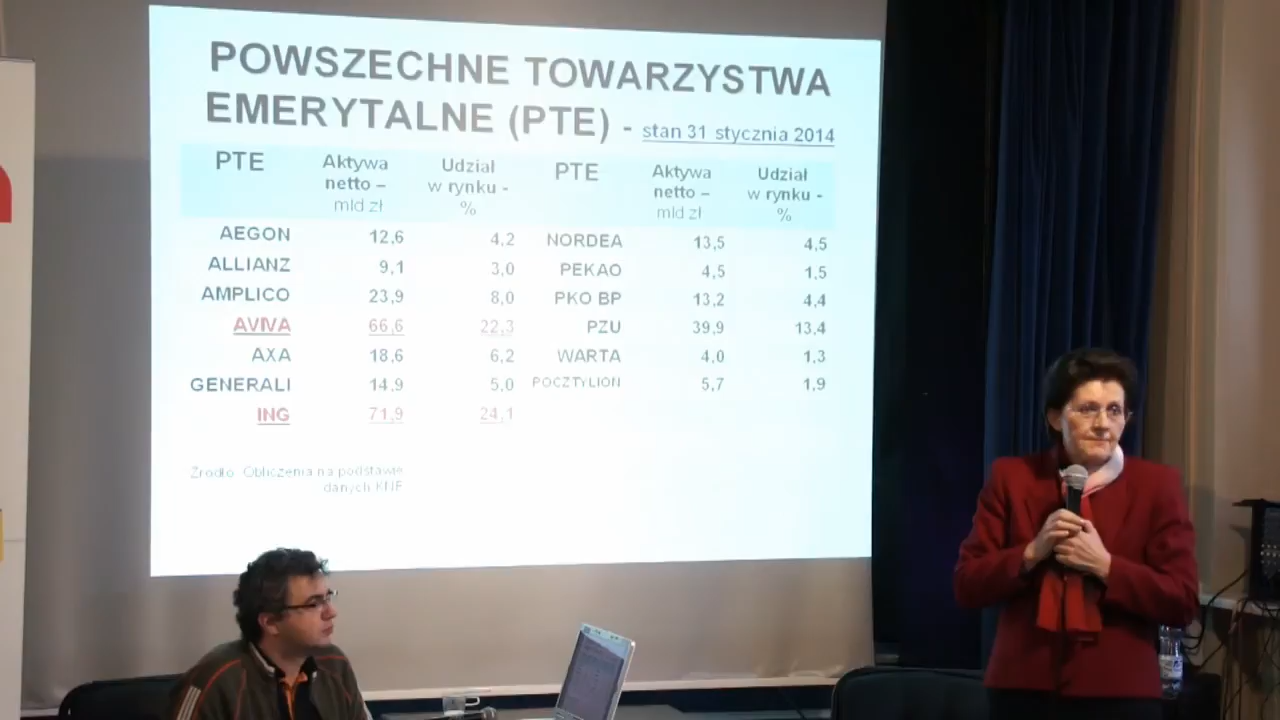 POWSZECHNE TOWARZYSTWA
EMERYTALNE (PTE) - stan 31 stycznia 2014
PTE Aktywa netto – mld zł Udział w rynku - % PTE Aktywa netto – mld zł Udział w rynku - %
AEGON 12,6 4,2 NORDEA 13,5 4,5
ALLIANZ 9,1 3,0 PEKAO 4,5 1,5
AMPLICO 23,9 8,0 PKO BP 13,2 4,4
AVIVA 66,6 22,3 PZU 39,9 13,4
AXA 18,6 6,2 WARTA 4,0 1,3
GENERALI 14,9 5,0 POCZTYLION 5,7 1,9
ING 71,9 24,1
Źródło: Obliczenia na podstawie
danych KNF